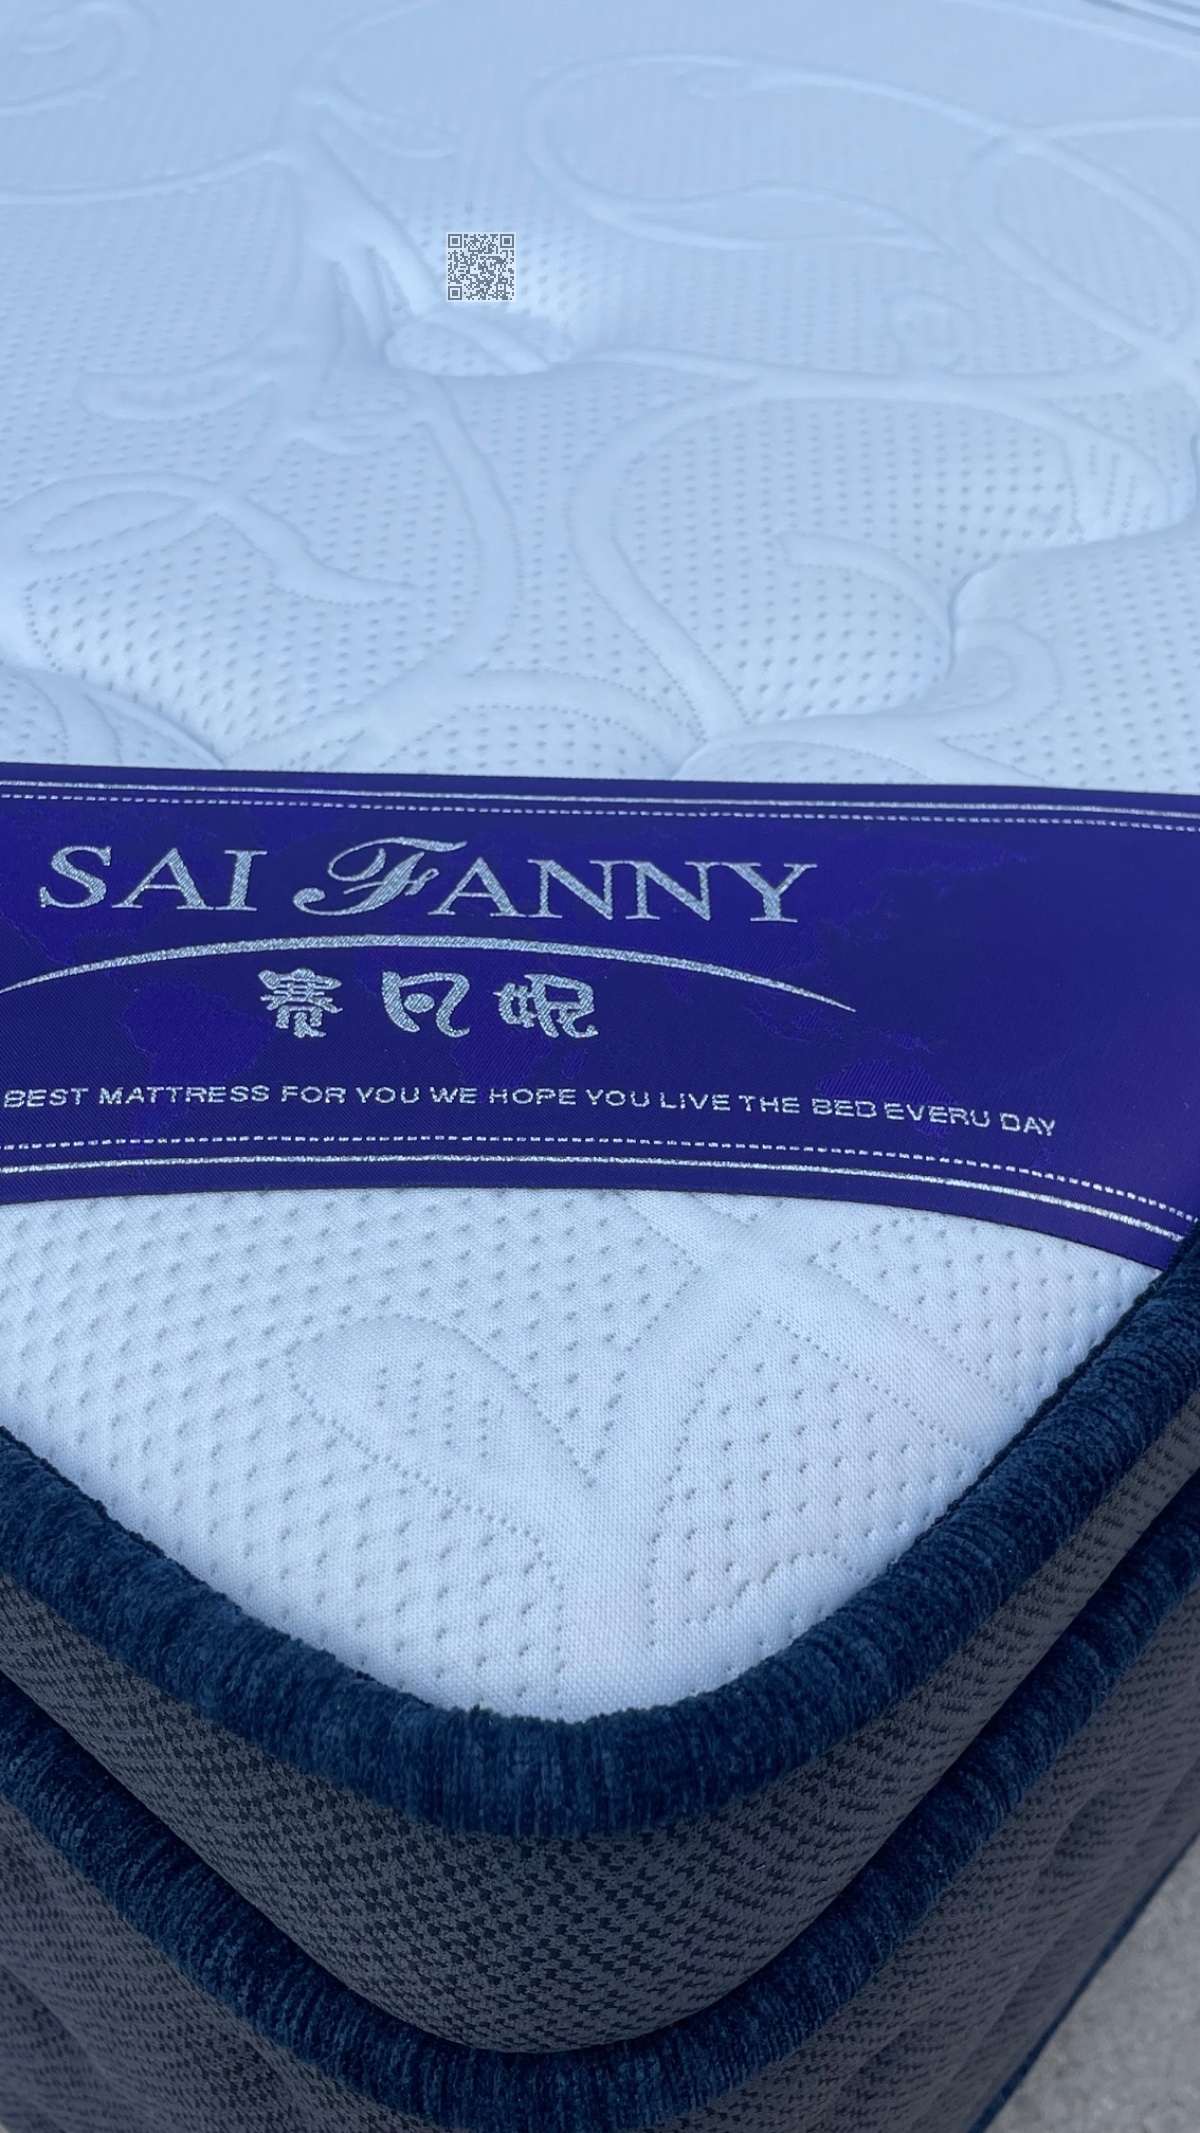 SAI FANNY
赛凡妮
BEST MATTRESS FOR YOU WE HOPE YOU LIVE THE BED EVERU DAY